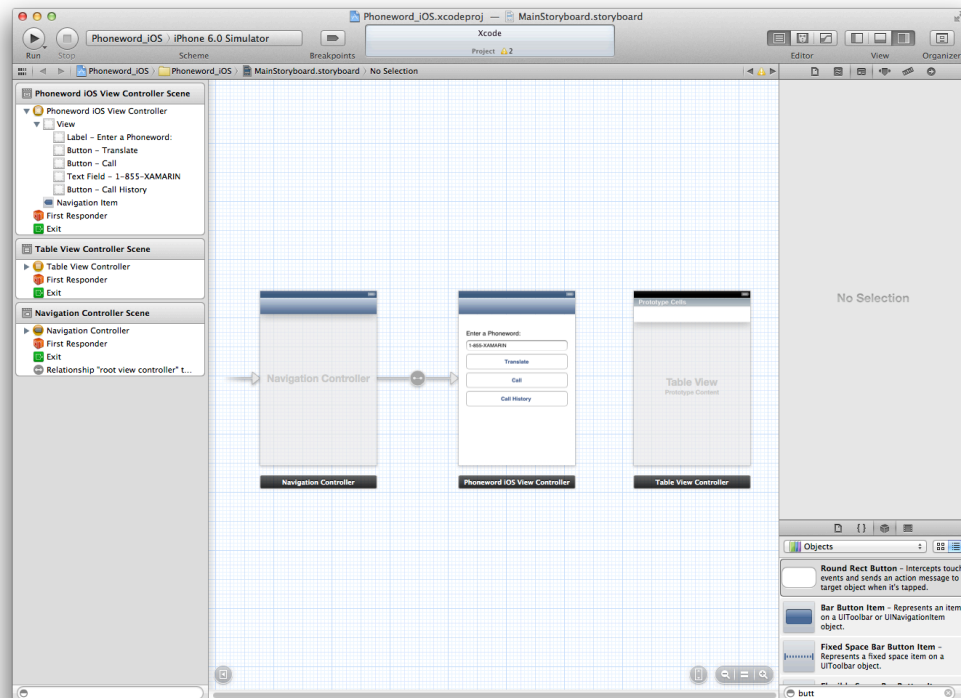 Phoneword_iOS.xcodeproj — MainStoryboard.storyboard
Run Stop
Phoneword_iOS iPhone 6.0 Simulator
Scheme
Breakpoints
Xcode
Project 2
Editor
View
Organizer
Phoneword_iOS Phoneword_iOS MainStoryboard.storyboard No Selection
Phoneword iOS View Controller Scene
Phoneword iOS View Controller
View
Label – Enter a Phoneword:
Button – Translate
Button – Call
Text Field – 1-855-XAMARIN
Button – Call History
Navigation Item
First Responder
Exit
Table View Controller Scene
Table View Controller
First Responder
Exit
Navigation Controller Scene
Navigation Controller
First Responder
Exit
Relationship "root view controller" t...
Navigation Controller
Navigation Controller
Enter a Phoneword:
1-855-XAMARIN
Translate
Call
Call History
Phoneword iOS View Controller
Prototype Cells
Table View
Prototype Content
Table View Controller
No Selection
{ }
Objects
Round Rect Button – Intercepts touch
events and sends an action message to
target object when it's tapped.
Bar Button Item – Represents an item
on a UIToolbar or UINavigationItem
object.
Fixed Space Bar Button Item –
Represents a fixed space item on a
UIToolbar object.
butt